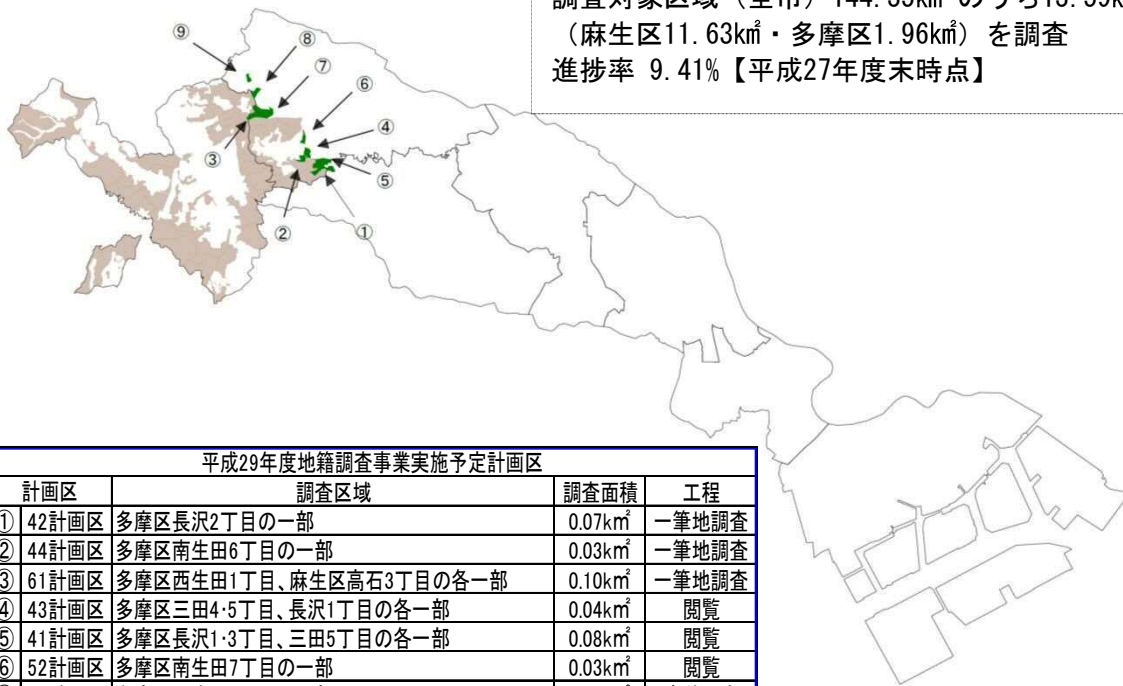 調査対象区域(全市)144.35㎢のうち13.59k
(麻生区11.63㎢・多摩区1.96㎢)を調査
進捗率 9.41%【平成27年度末時点】
⑨
⑧
⑦
⑥
④
③
⑤
②
①
平成29年度地籍調査事業実施予定計画区
計画区 調査区域 調査面積 工程
① 42計画区 多摩区長沢2丁目の一部 0.07㎢ 一筆地調査
② 44計画区 多摩区南生田6丁目の一部 0.03㎢ 一筆地調査
③ 61計画区 多摩区西生田1丁目、麻生区高石3丁目の各一部 0.10㎢ 一筆地調査
④ 43計画区 多摩区三田4・5丁目、長沢1丁目の各一部 0.04㎢ 閲覧
⑤ 41計画区 多摩区長沢1・3丁目、三田5丁目の各一部 0.08㎢ 閲覧
⑥ 52計画区 多摩区南生田7丁目の一部 0.03㎢ 閲覧